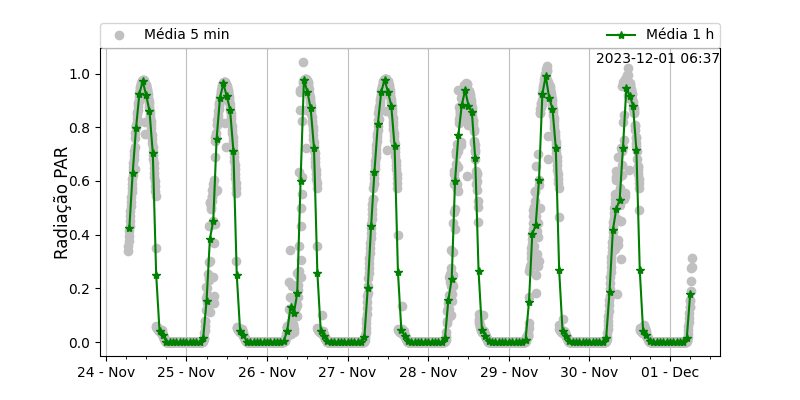 Média 5 min
Média 1 h
2023-12-01 06:37
Radiação PAR
1.0
0.8
0.6
0.4
0.2
0.0
24 - Nov
25 - Nov
26 - Nov
27 - Nov
28 - Nov
29 - Nov
30 - Nov
01 - Dec